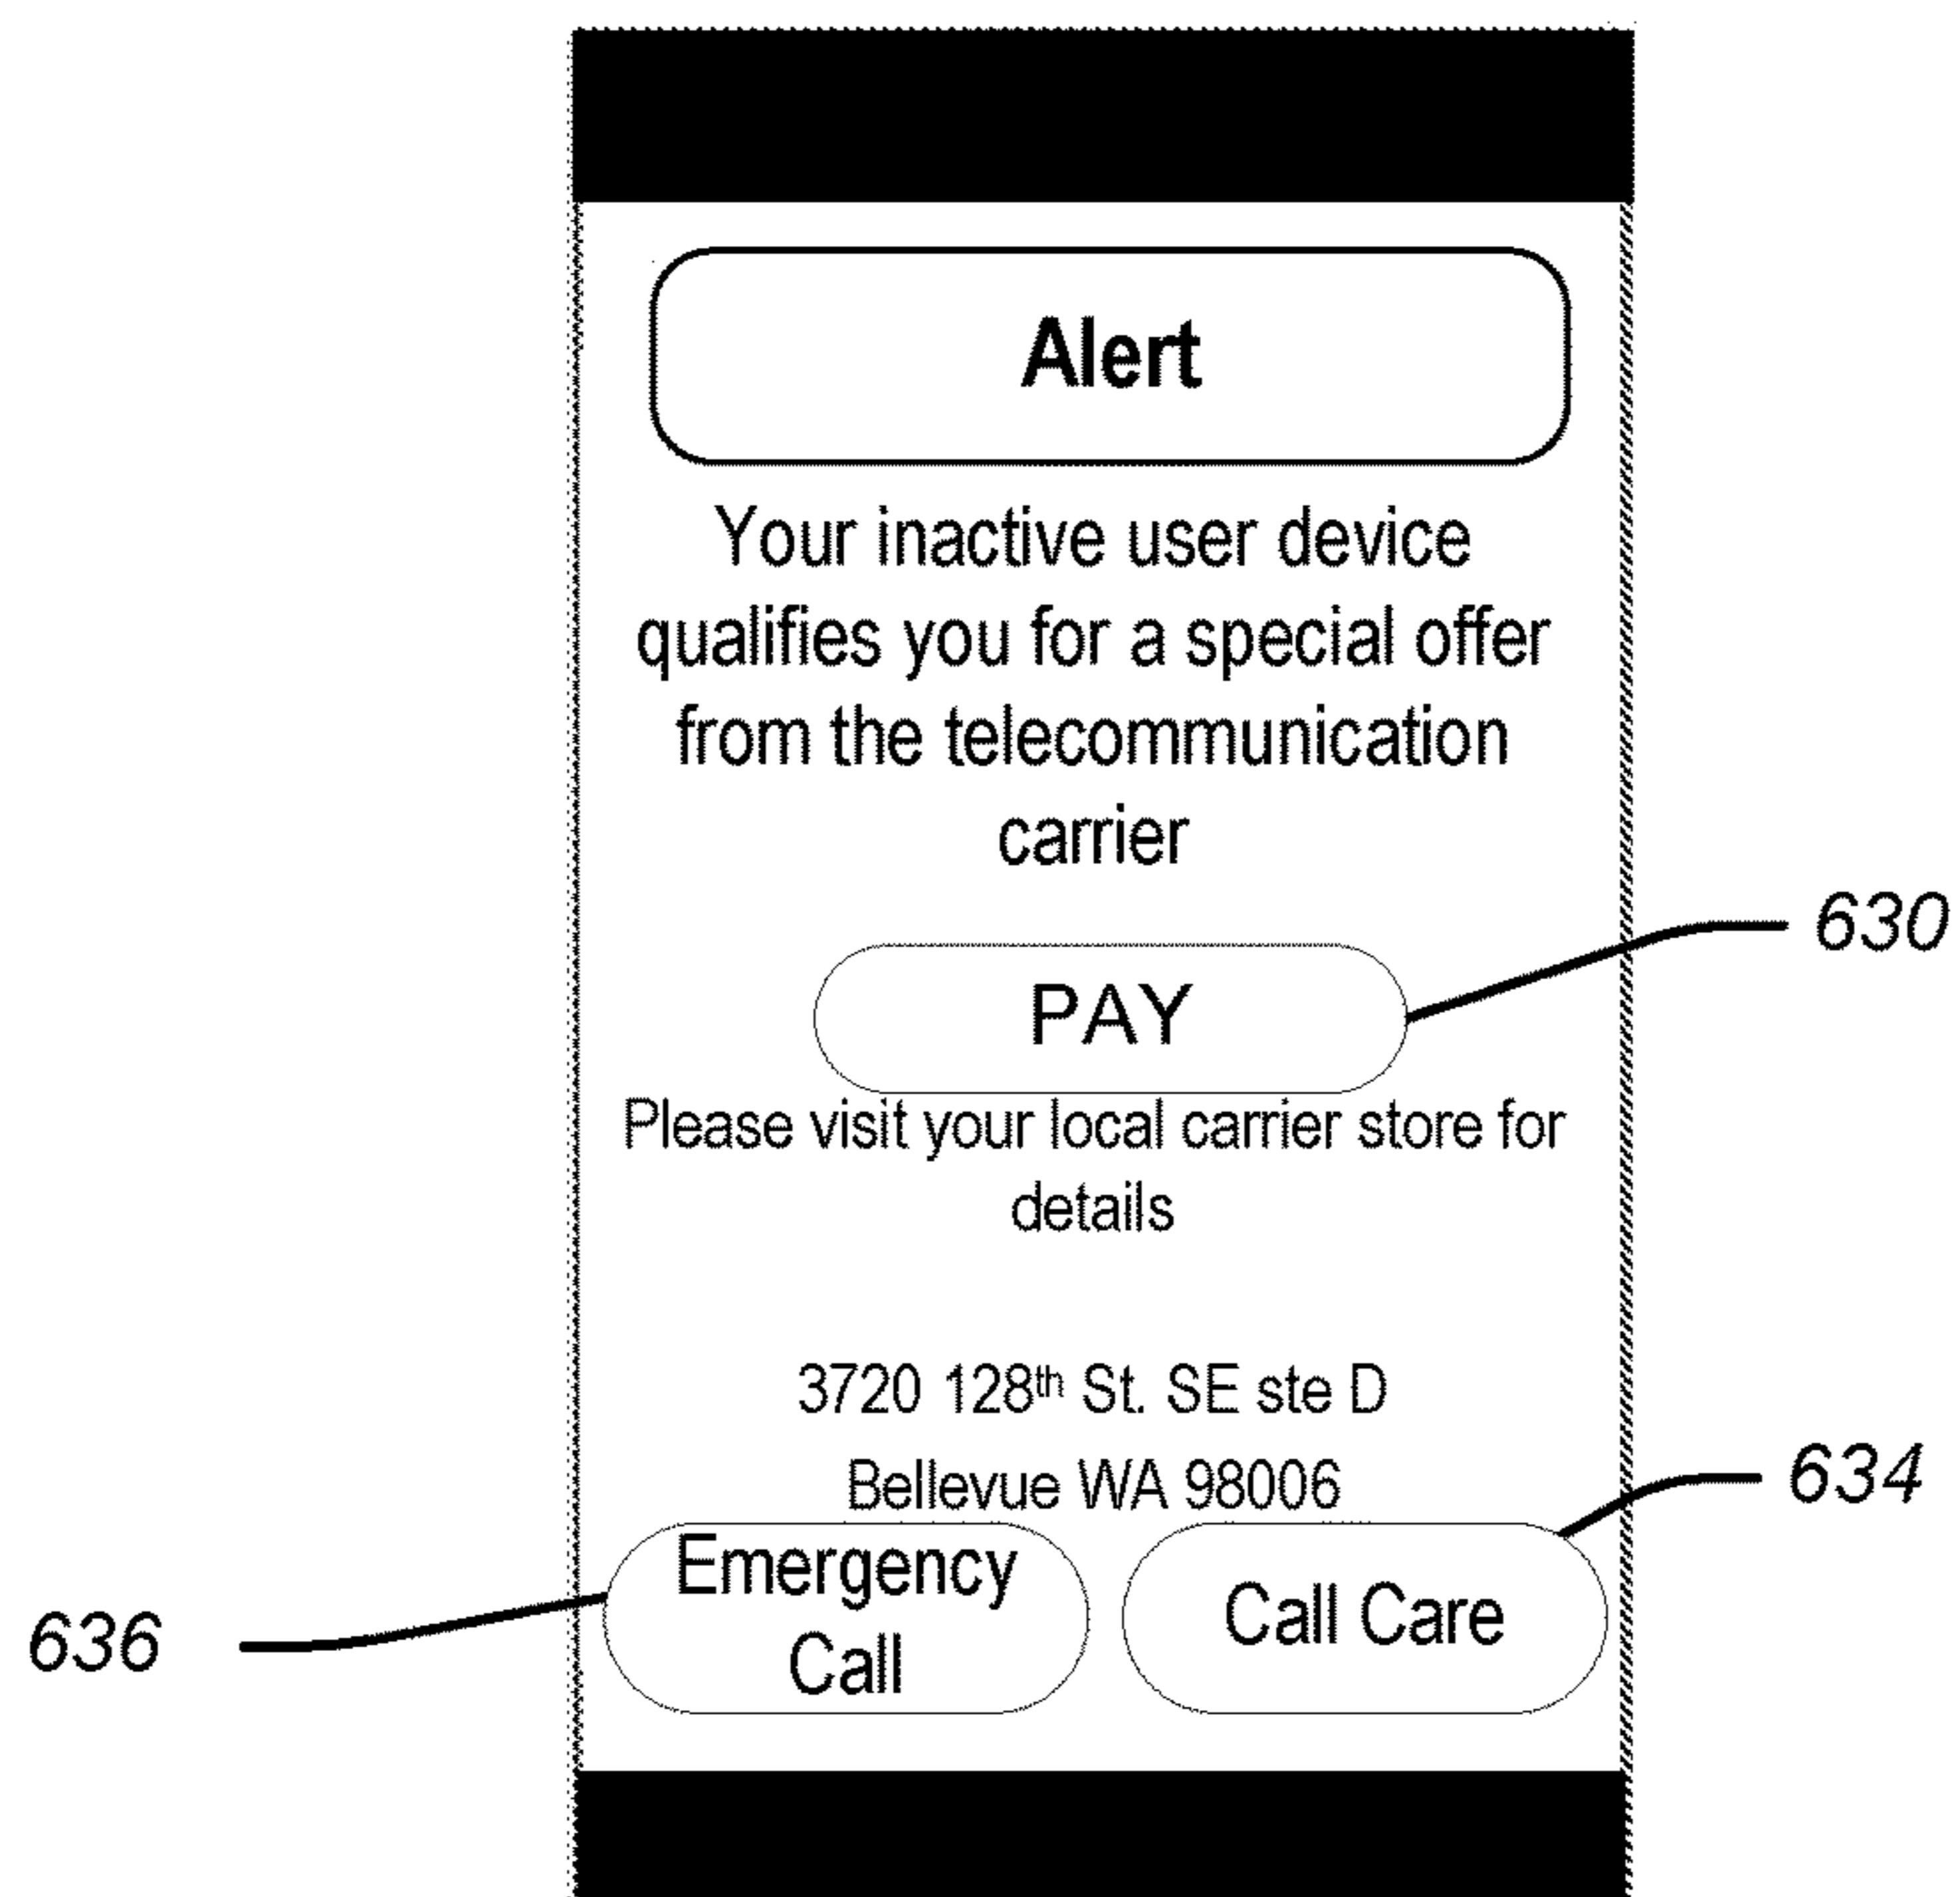 Alert
Your inactive user device
qualifies you for a special offer
from the telecommunication
carrier
630
PAY
Please visit your local carrier store for
details
3720 128th St. SE ste D
Bellevue WA 98006
634
Emergency
Call
Call Care
636